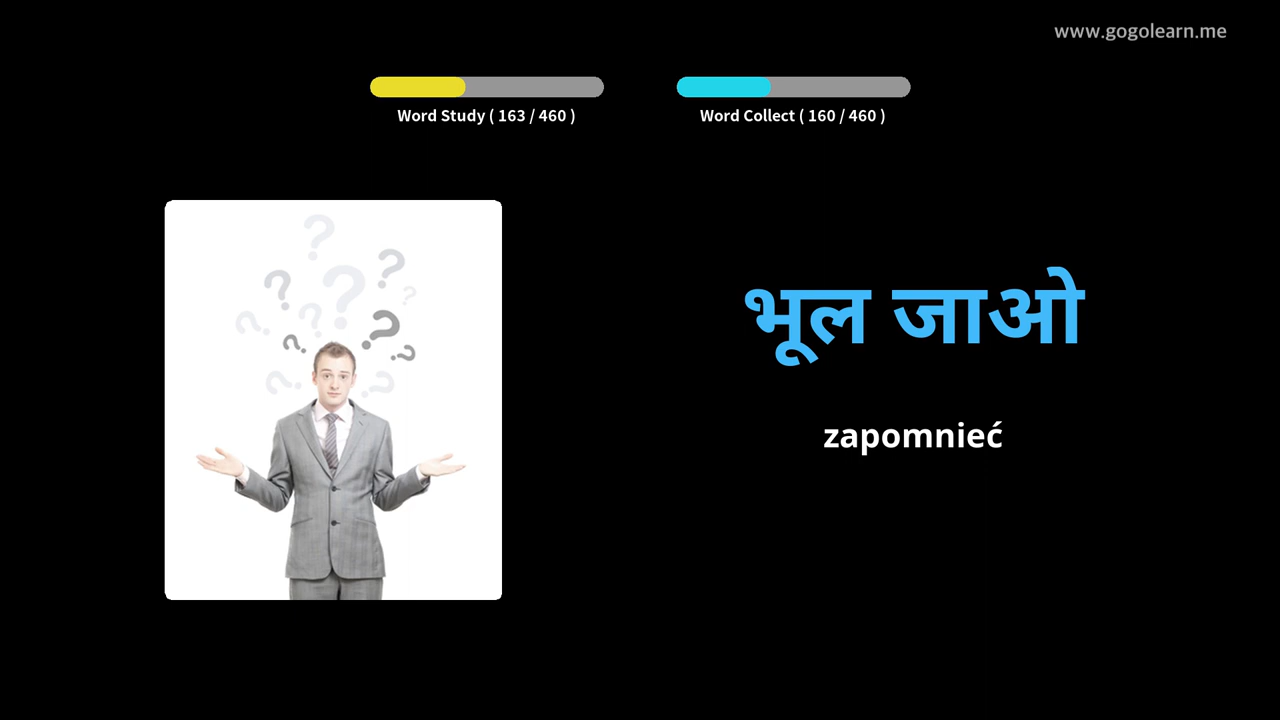 www.gogolearn.me
Word Study ( 163 / 460 )
Word Collect ( 160 / 460 )
भूल जाओ
zapomnieć